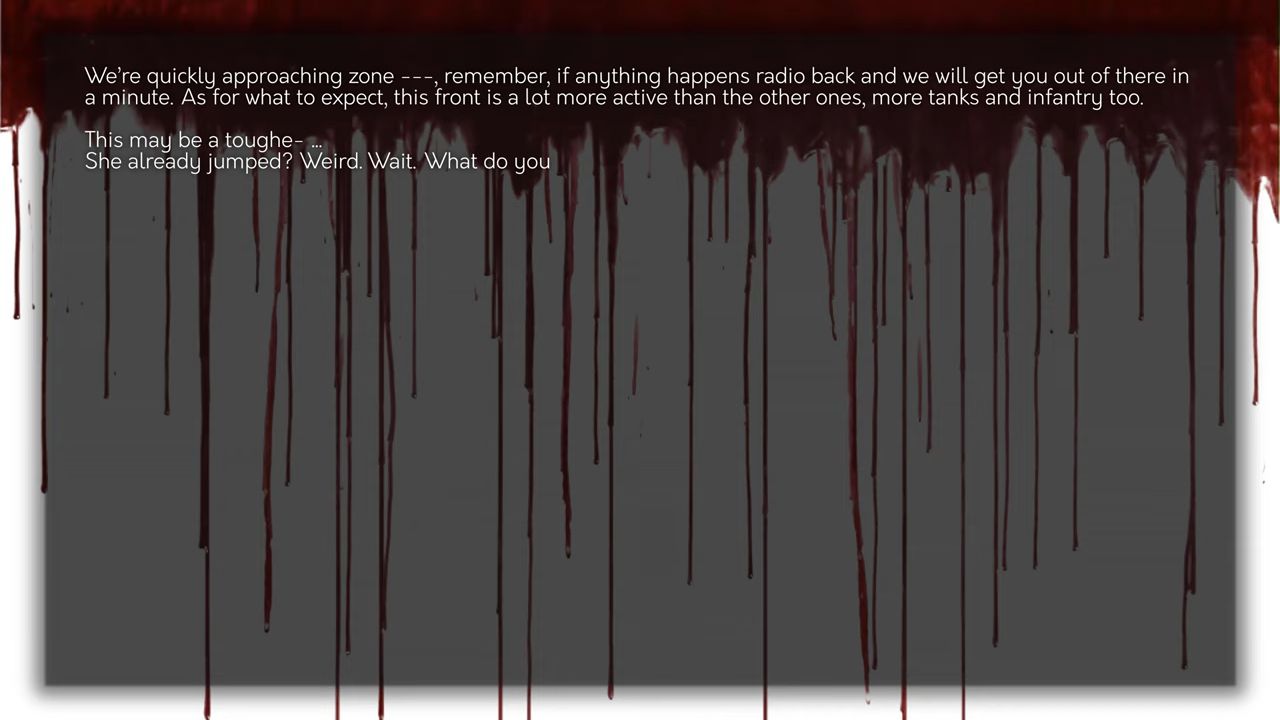 We're quickly approaching zone ---, remember, if anything happens radio back and we will get you out of there in
a minute. As for what to expect, this front is a lot more active than the other ones, more tanks and infantry too.
This may be a toughe- ...
She already jumped? Weird. Wait. What do you